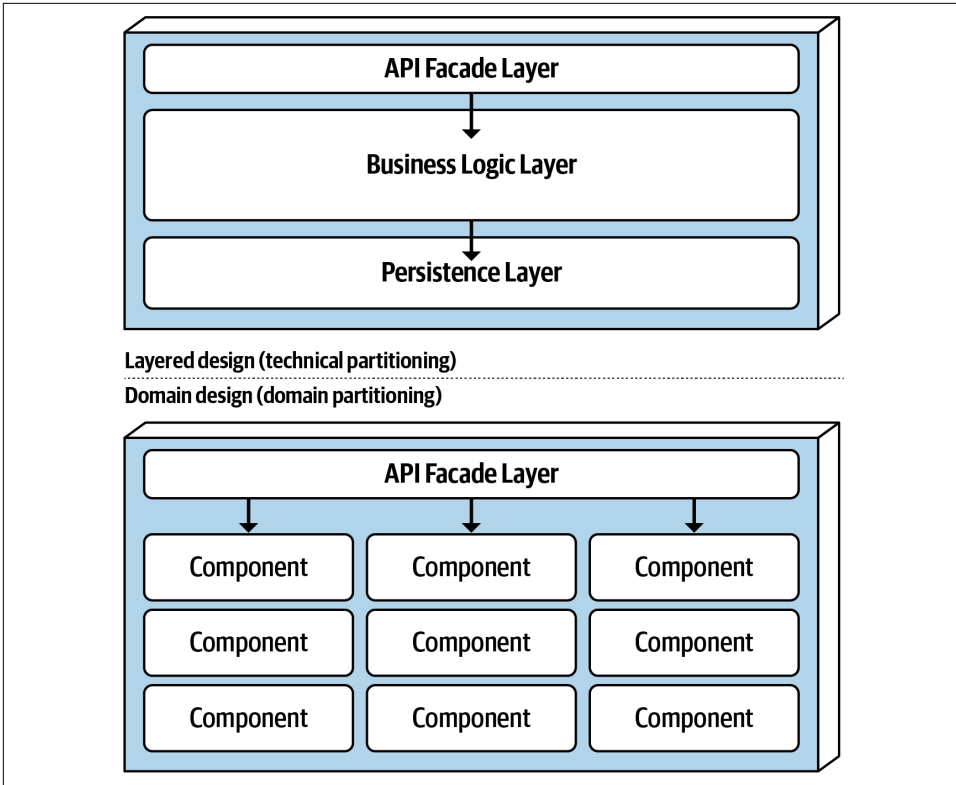 API Facade Layer
Business Logic Layer
Persistence Layer
Layered design (technical partitioning)
Domain design (domain partitioning)
API Facade Layer
Component Component Component
Component Component Component
Component Component Component